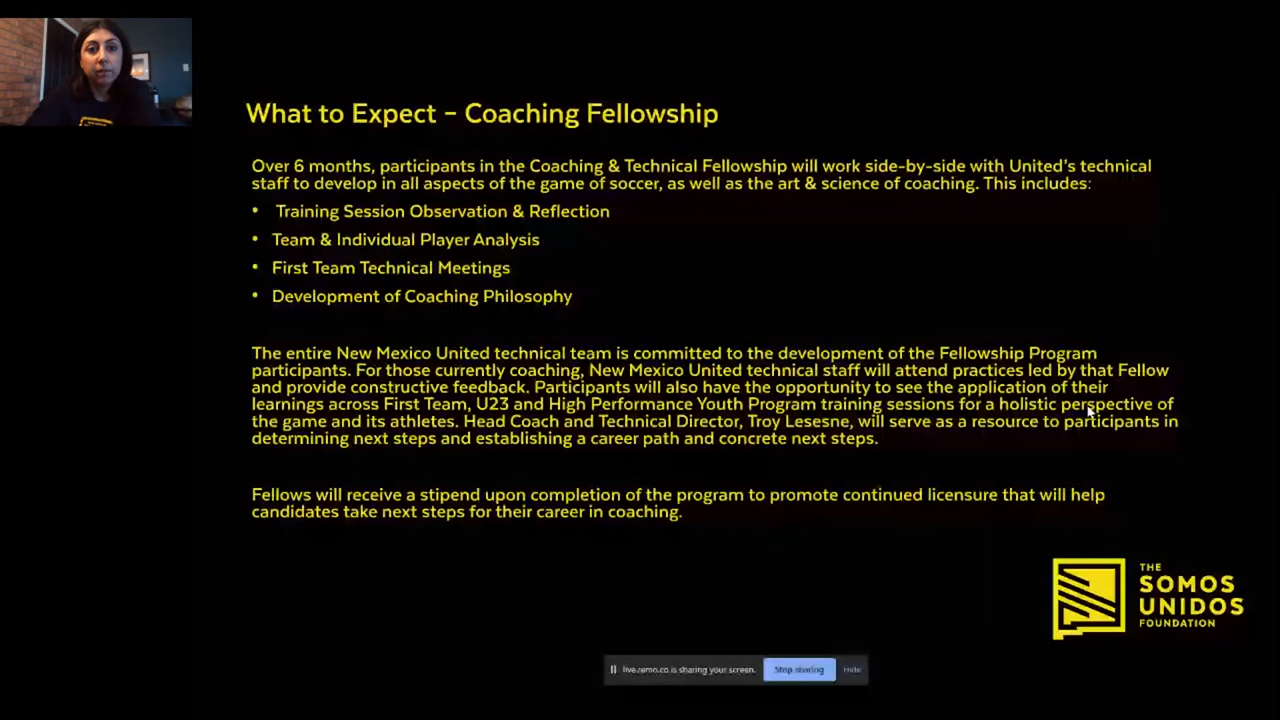 What to Expect – Coaching Fellowship
Over 6 months, participants in the Coaching & Technical Fellowship will work side-by-side with United's technical
staff to develop in all aspects of the game of soccer, as well as the art & science of coaching. This includes:
• Training Session Observation & Reflection
• Team & Individual Player Analysis
• First Team Technical Meetings
• Development of Coaching Philosophy
The entire New Mexico United technical team is committed to the development of the Fellowship Program
participants. For those currently coaching, New Mexico United technical staff will attend practices led by that Fellow
and provide constructive feedback. Participants will also have the opportunity to see the application of their
learnings across First Team, U23 and High Performance Youth Program training sessions for a holistic perspective of
the game and its athletes. Head Coach and Technical Director, Troy Lesesne, will serve as a resource to participants in
determining next steps and establishing a career path and concrete next steps.
Fellows will receive a stipend upon completion of the program to promote continued licensure that will help
candidates take next steps for their career in coaching.
THE
SOMOS
UNIDOS
FOUNDATION
live.remo.co is sharing your screen. Stop sharing Hide